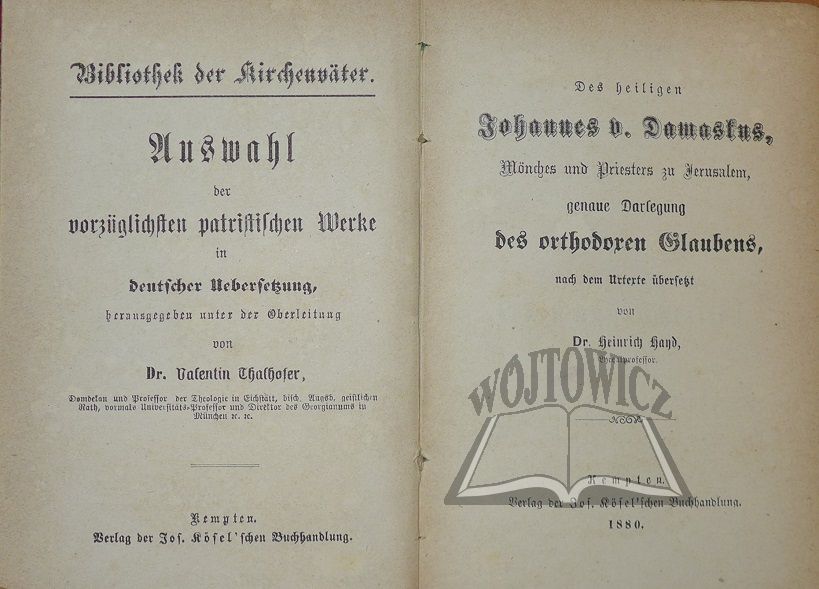 Bibliothek der Kirchenväter.
Auswahl
der
vorzüglichsten patristischen Werke
in
deutscher Uebersetzung,
herausgegeben unter der Oberleitung
von
Dr. Valentin Thalhofer,
Domdekan und Professor der Theologie in Eichstätt, bisch. Augsb. geistlichen
Rath, vormals Universitäts-Professor und Direktor des Georgianums in
München ꝛc. ꝛc.
Kempten.
Verlag der Jos. Kösel'schen Buchhandlung.
Des heiligen
Johannes v. Damaskus,
Mönches und Priesters zu Jerusalem,
genaue Darlegung
des orthodoxen Glaubens,
nach dem Urtexte übersetzt
von
Dr. Heinrich Hayd,
Lycealprofessor.
WÓJTOWICZ
Kempten.
Verlag der Jos. Kösel'schen Buchhandlung.
1880.